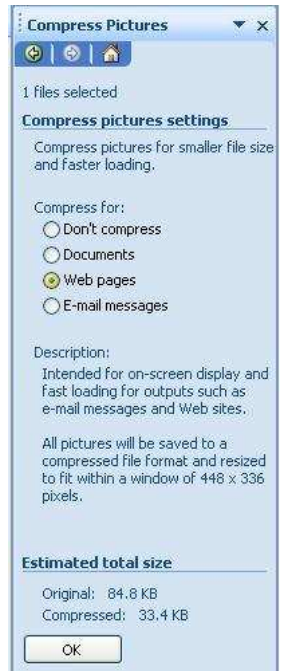 Compress Pictures
1 files selected
Compress pictures settings
Compress pictures for smaller file size
and faster loading.
Compress for:
Don't compress
Documents
Web pages
E-mail messages
Description:
Intended for on-screen display and
fast loading for outputs such as
e-mail messages and Web sites.
All pictures will be saved to a
compressed file format and resized
to fit within a window of 448 x 336
pixels.
Estimated total size
Original: 84.8 KB
Compressed: 33.4 KB
OK